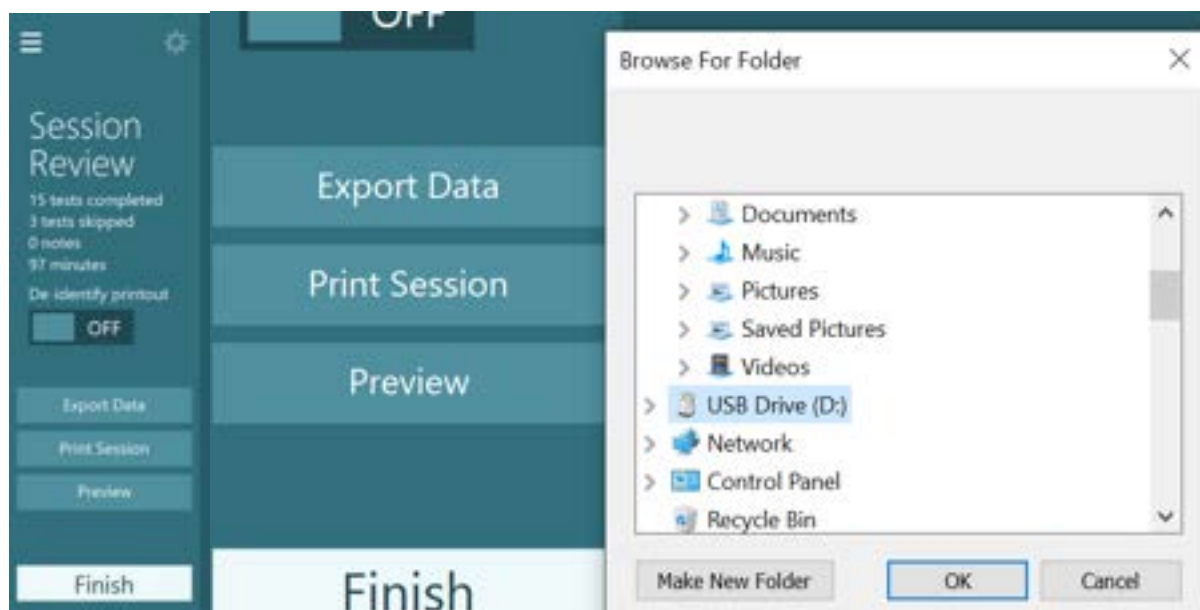 Session
Review
15 tests completed
3 tests skipped
0 notes
97 minutes
De-identify printout
OFF
Export Data
Print Session
Preview
Finish
OFF
Export Data
Print Session
Preview
Finish
Browse For Folder
Documents
Music
Pictures
Saved Pictures
Videos
USB Drive (D:)
Network
Control Panel
Recycle Bin
Make New Folder
OK
Cancel